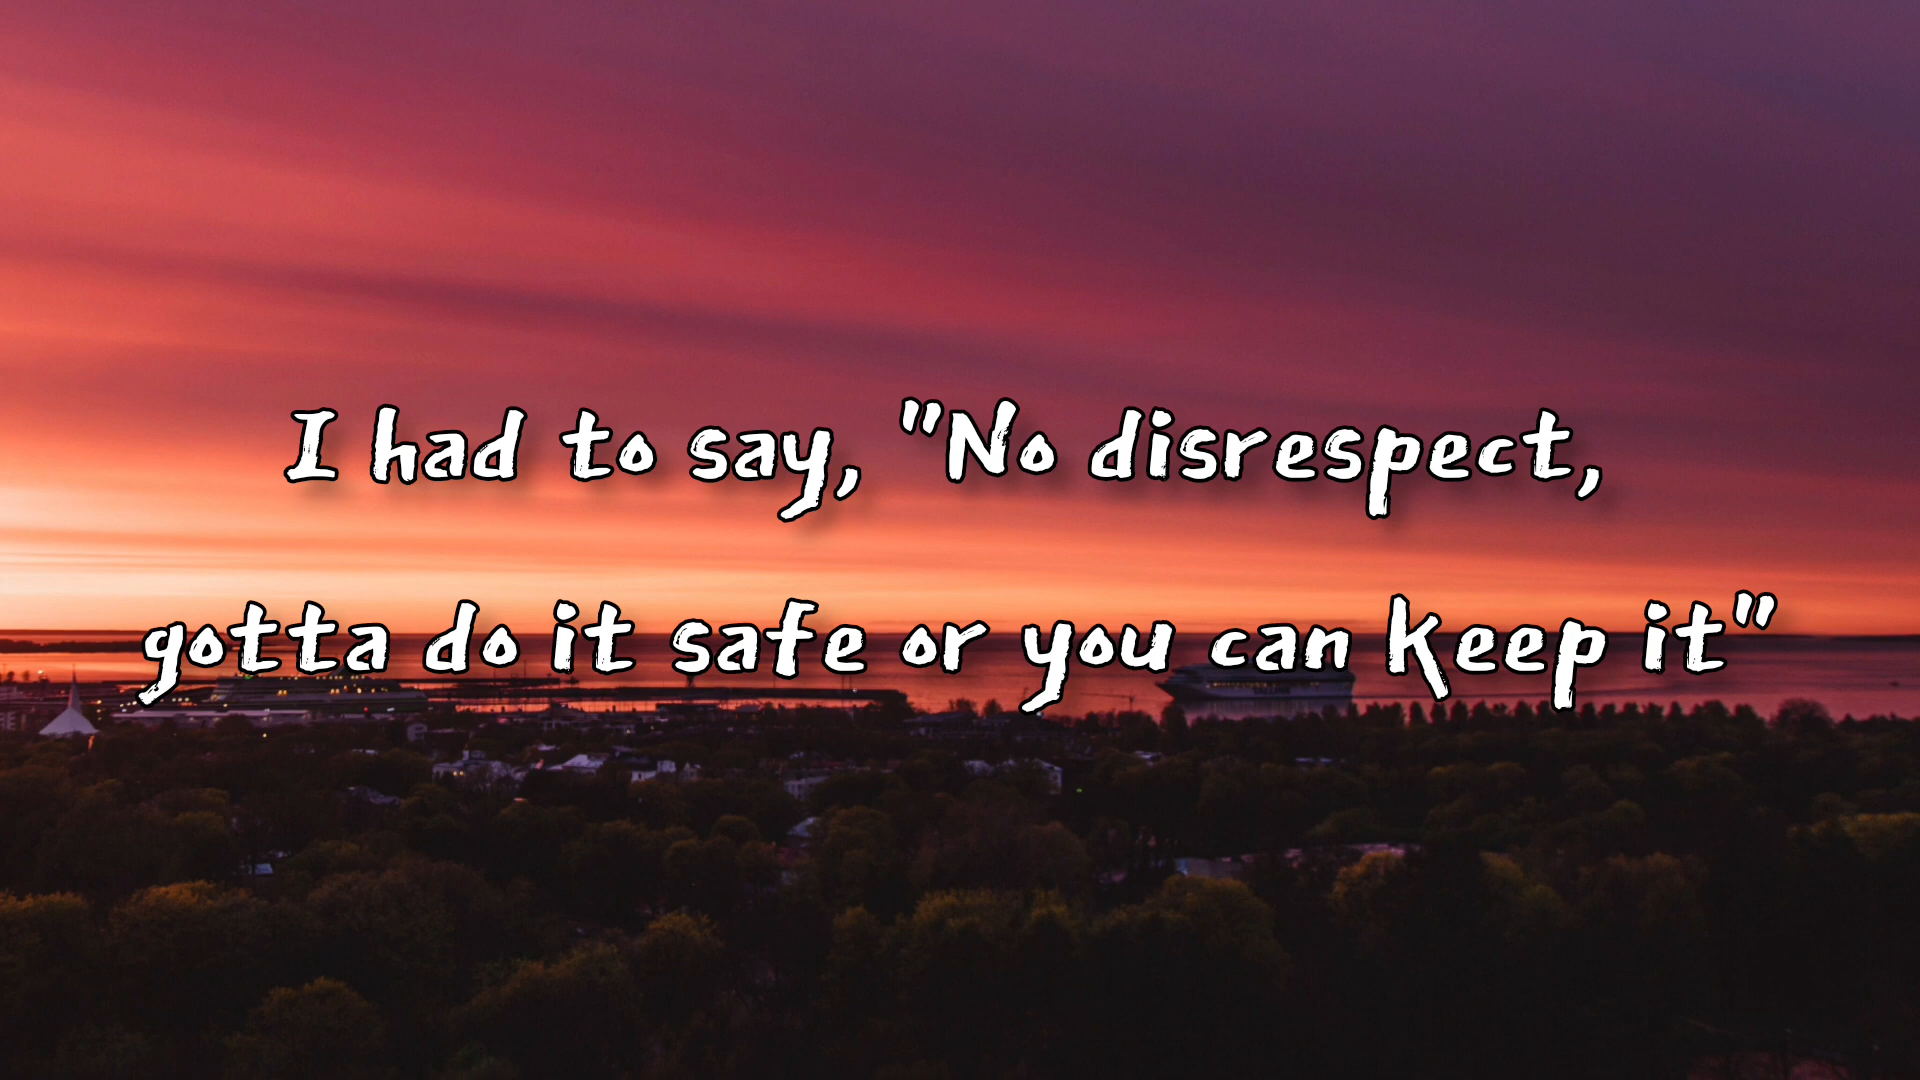 I had to say, "No disrespect,
gotta do it safe or you can keep it"